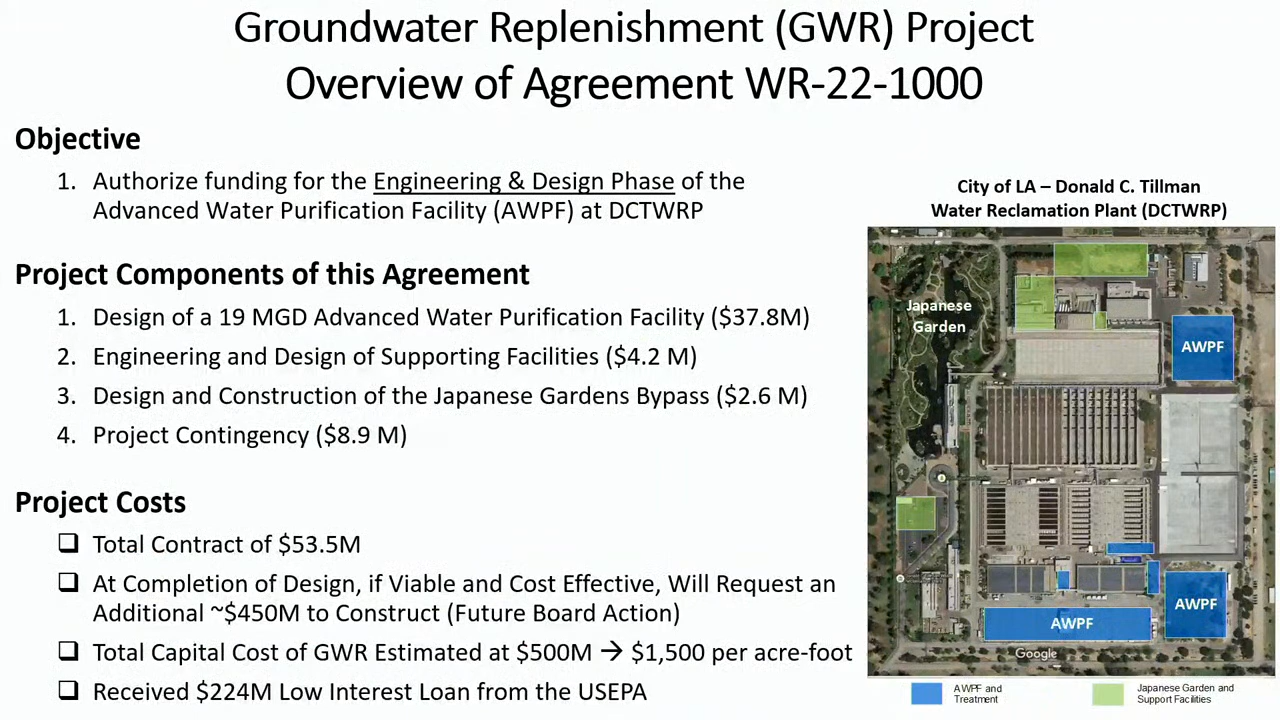 Groundwater Replenishment (GWR) Project
Overview of Agreement WR-22-1000
Objective
1. Authorize funding for the Engineering & Design Phase of the
Advanced Water Purification Facility (AWPF) at DCTWRP
Project Components of this Agreement
1. Design of a 19 MGD Advanced Water Purification Facility ($37.8M)
2. Engineering and Design of Supporting Facilities ($4.2 M)
3. Design and Construction of the Japanese Gardens Bypass ($2.6 M)
4. Project Contingency ($8.9 M)
Project Costs
❑ Total Contract of $53.5M
❑ At Completion of Design, if Viable and Cost Effective, Will Request an
Additional ~$450M to Construct (Future Board Action)
❑ Total Capital Cost of GWR Estimated at $500M → $1,500 per acre-foot
❑ Received $224M Low Interest Loan from the USEPA
City of LA – Donald C. Tillman
Water Reclamation Plant (DCTWRP)
Japanese
Garden
AWPF
AWPF
AWPF
Google
AWPF and
Treatment
Japanese Garden and
Support Facilities